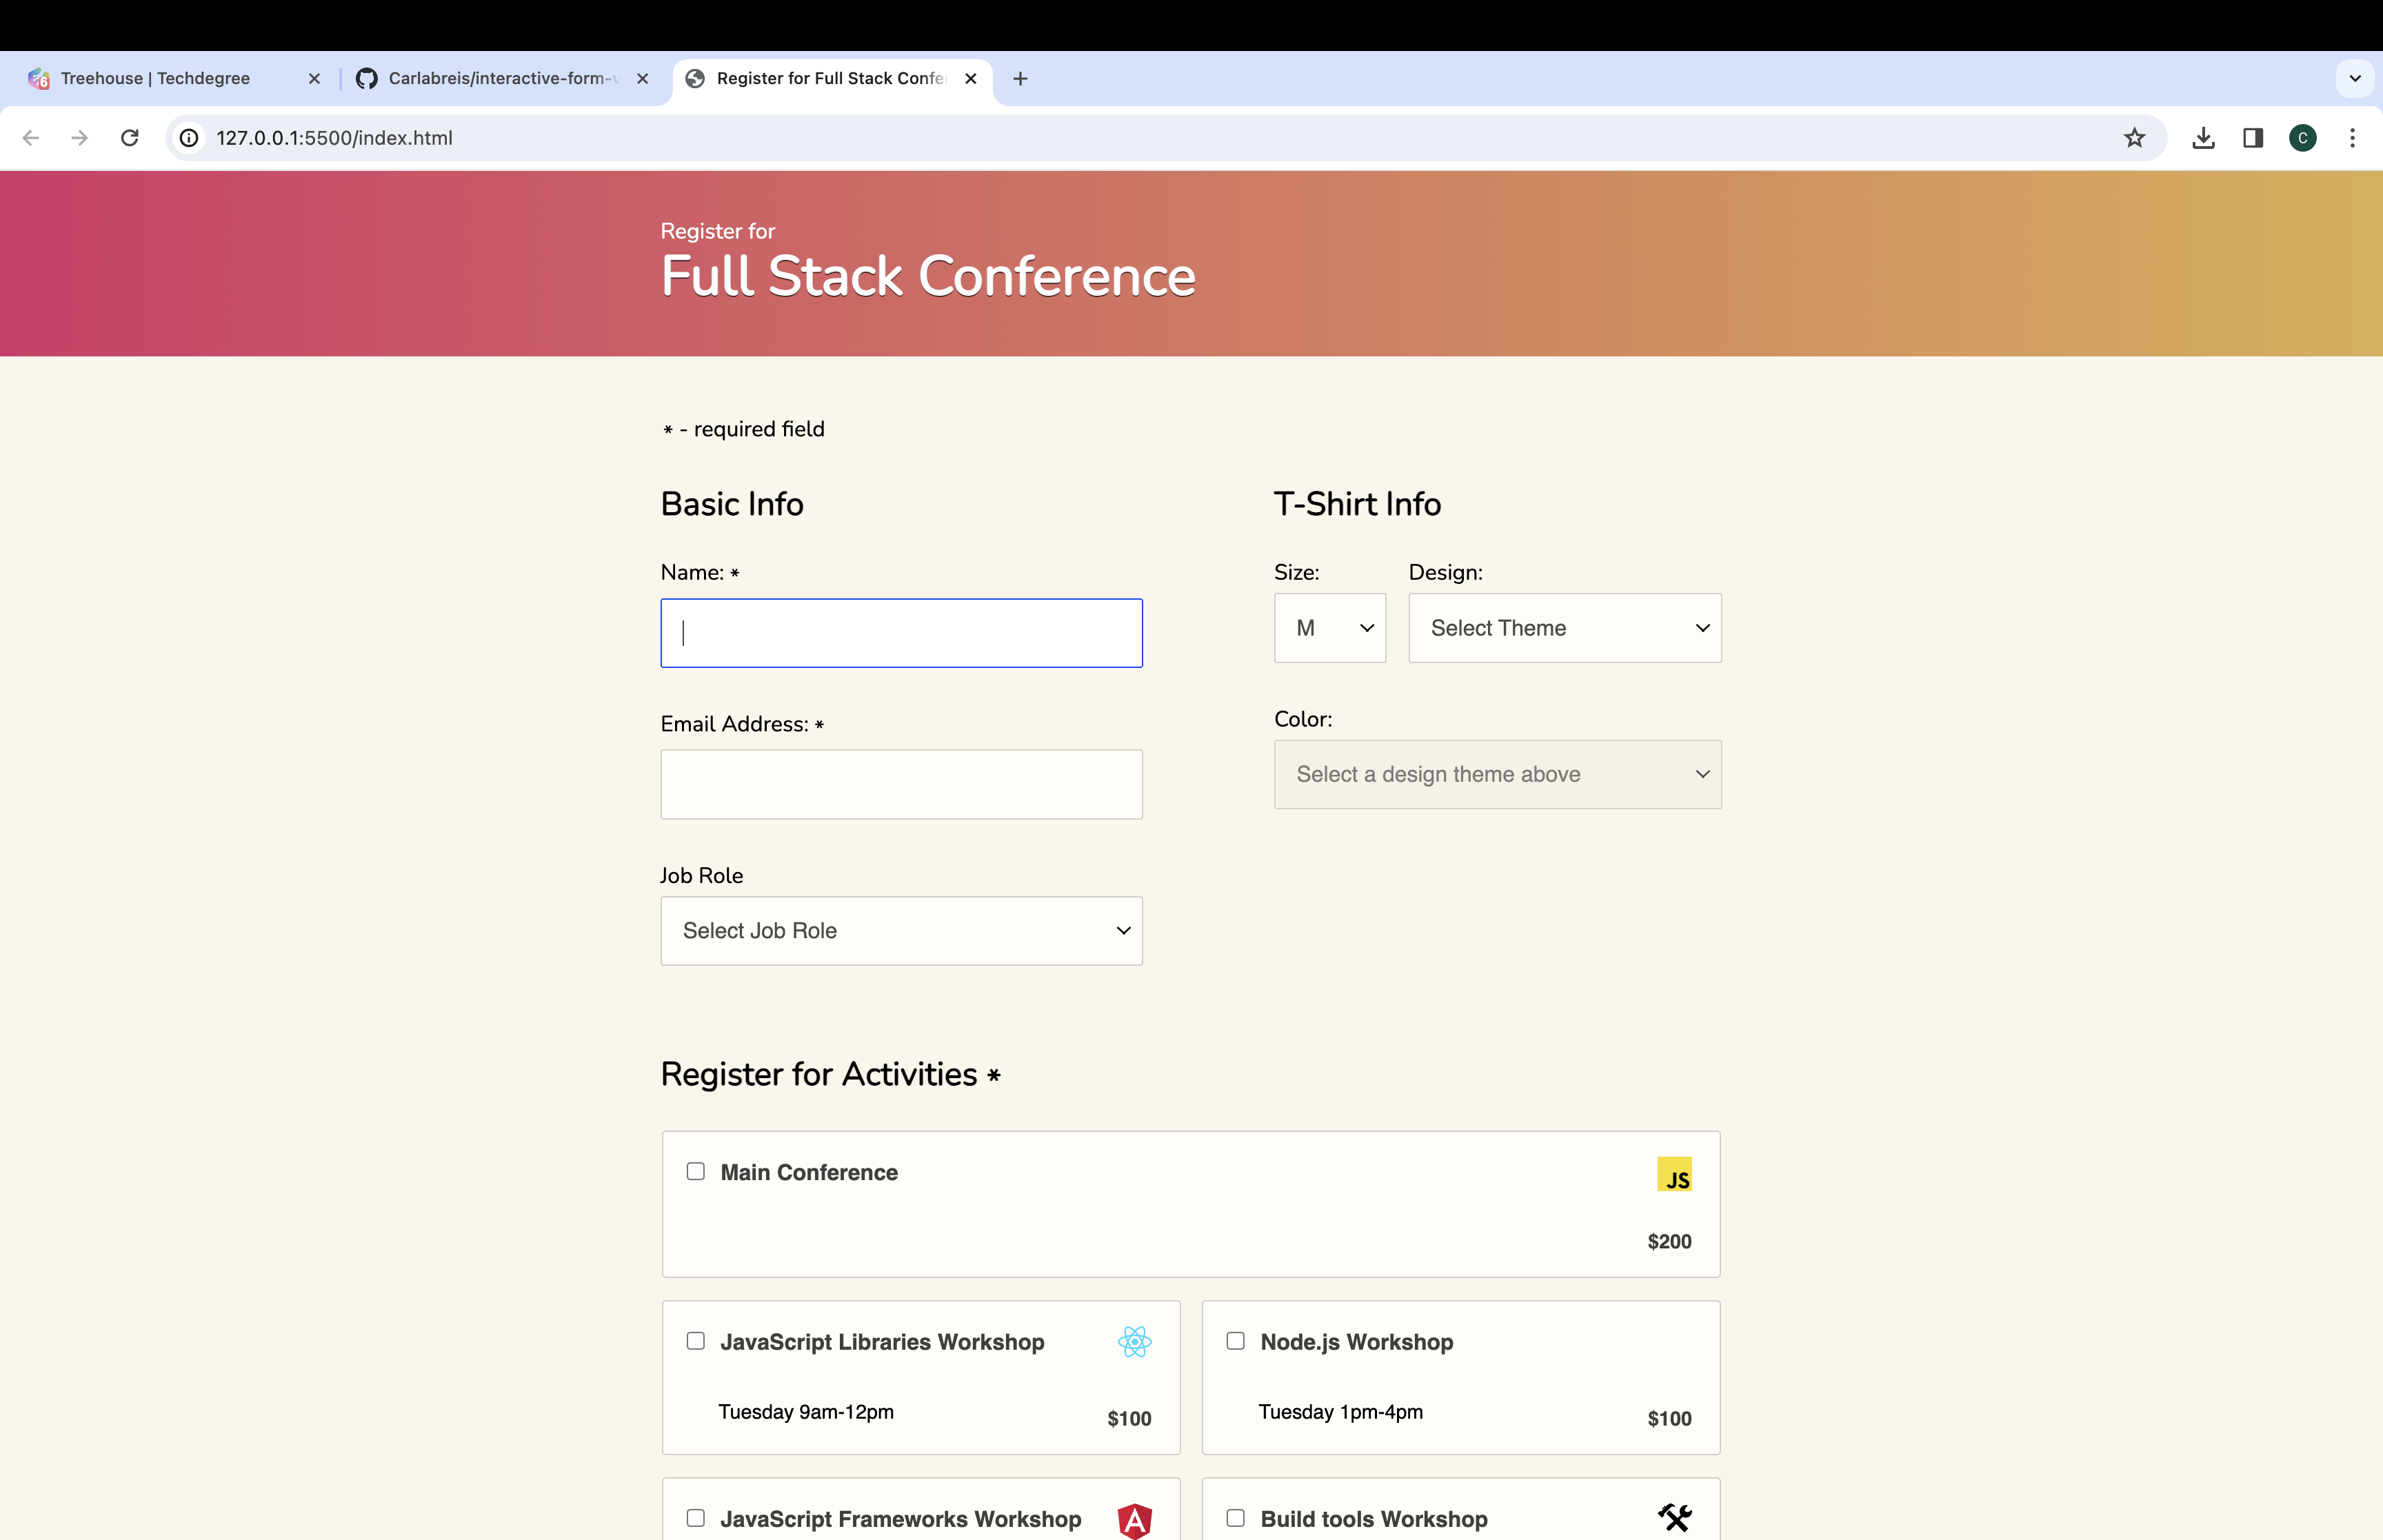 Treehouse | Techdegree
Carlabreis/interactive-form-
Register for Full Stack Confe
127.0.0.1:5500/index.html
C
Register for
Full Stack Conference
* - required field
Basic Info
Name: *
Email Address: *
Job Role
Select Job Role
T-Shirt Info
Size:
Design:
M
Select Theme
Color:
Select a design theme above
Register for Activities *
Main Conference
JS
$200
JavaScript Libraries Workshop
Tuesday 9am-12pm
$100
Node.js Workshop
Tuesday 1pm-4pm
$100
JavaScript Frameworks Workshop
A
Build tools Workshop